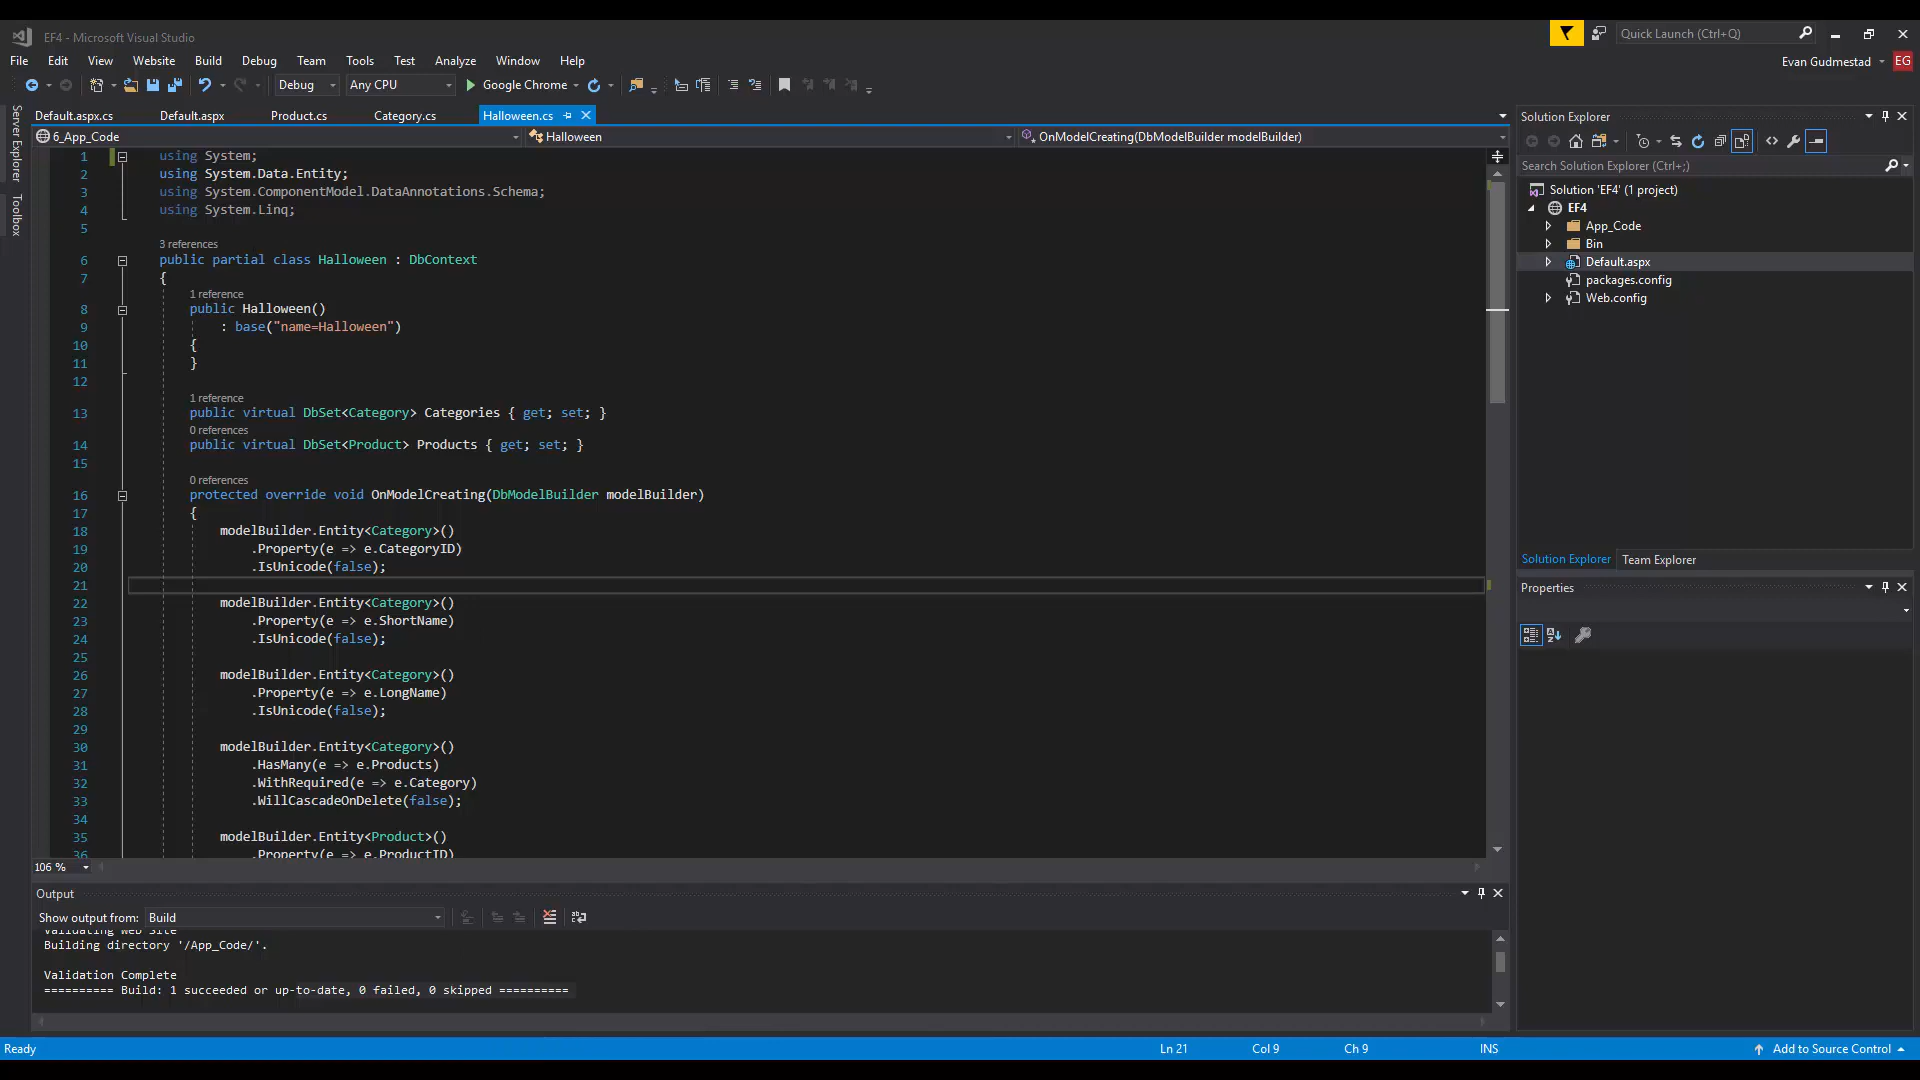 EF4 - Microsoft Visual Studio
Quick Launch (Ctrl+Q)
File Edit View Website Build Debug Team Tools Test Analyze Window Help
Evan Gudmestad EG
Debug Any CPU Google Chrome
Server Explorer
Toolbox
Default.aspx.cs Default.aspx Product.cs Category.cs Halloween.cs
6_App_Code Halloween OnModelCreating(DbModelBuilder modelBuilder)
1 using System;
2 using System.Data.Entity;
3 using System.ComponentModel.DataAnnotations.Schema;
4 using System.Linq;
5
3 references
6 public partial class Halloween : DbContext
7 {
1 reference
8 public Halloween()
9 : base("name=Halloween")
10 {
11 }
12
1 reference
13 public virtual DbSet<Category> Categories { get; set; }
0 references
14 public virtual DbSet<Product> Products { get; set; }
15
0 references
16 protected override void OnModelCreating(DbModelBuilder modelBuilder)
17 {
18 modelBuilder.Entity<Category>()
19 .Property(e => e.CategoryID)
20 .IsUnicode(false);
21
22 modelBuilder.Entity<Category>()
23 .Property(e => e.ShortName)
24 .IsUnicode(false);
25
26 modelBuilder.Entity<Category>()
27 .Property(e => e.LongName)
28 .IsUnicode(false);
29
30 modelBuilder.Entity<Category>()
31 .HasMany(e => e.Products)
32 .WithRequired(e => e.Category)
33 .WillCascadeOnDelete(false);
34
35 modelBuilder.Entity<Product>()
36 .Property(e => e.ProductID)
106 %
Output
Show output from: Build
Validating Web Site
Building directory '/App_Code/'.
Validation Complete
========== Build: 1 succeeded or up-to-date, 0 failed, 0 skipped ==========
Solution Explorer
Search Solution Explorer (Ctrl+;)
Solution 'EF4' (1 project)
EF4
App_Code
Bin
Default.aspx
packages.config
Web.config
Solution Explorer Team Explorer
Properties
Ready Ln 21 Col 9 Ch 9 INS Add to Source Control